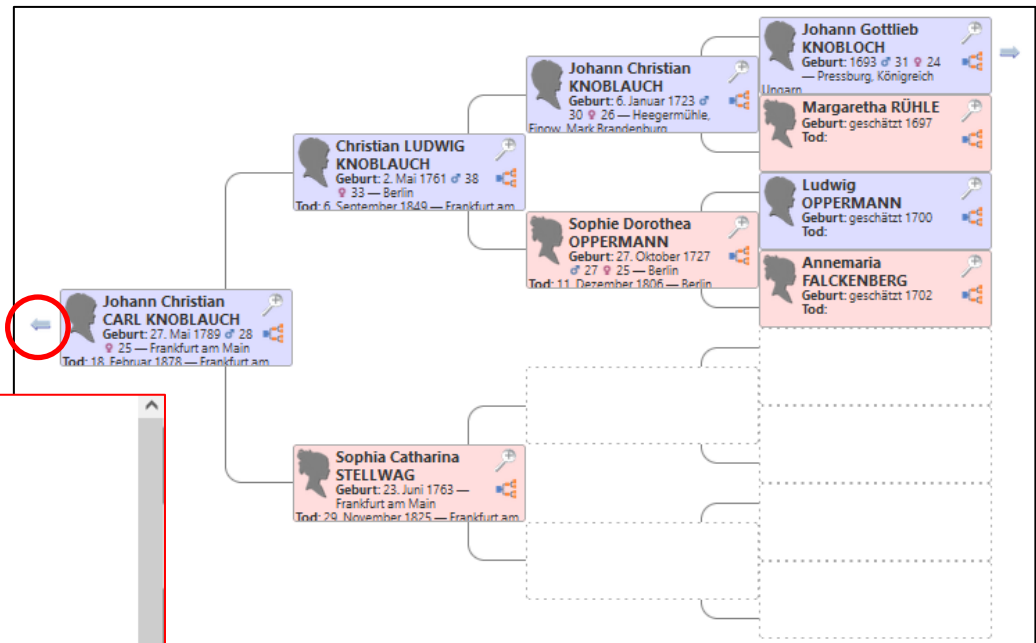 Johann Gottlieb
KNOBLOCH
Geburt: 1693 ♂ 31 ♀ 24
— Pressburg, Königreich
Ungarn
Margaretha RÜHLE
Geburt: geschätzt 1697
Tod:
Johann Christian
KNOBLAUCH
Geburt: 6. Januar 1723 ♂
30 ♀ 26 — Heegermühle,
Finow, Mark Brandenburg
Ludwig
OPPERMANN
Geburt: geschätzt 1700
Tod:
Annemaria
FALCKENBERG
Geburt: geschätzt 1702
Tod:
Sophie Dorothea
OPPERMANN
Geburt: 27. Oktober 1727
♂ 27 ♀ 25 — Berlin
Tod: 11. Dezember 1806 — Berlin
Christian LUDWIG
KNOBLAUCH
Geburt: 2. Mai 1761 ♂ 38
♀ 33 — Berlin
Tod: 6. September 1849 — Frankfurt am
Johann Christian
CARL KNOBLAUCH
Geburt: 27. Mai 1789 ♂ 28
♀ 25 — Frankfurt am Main
Tod: 18. Februar 1878 — Frankfurt am
Sophia Catharina
STELLWAG
Geburt: 23. Juni 1763 —
Frankfurt am Main
Tod: 29. November 1825 — Frankfurt am